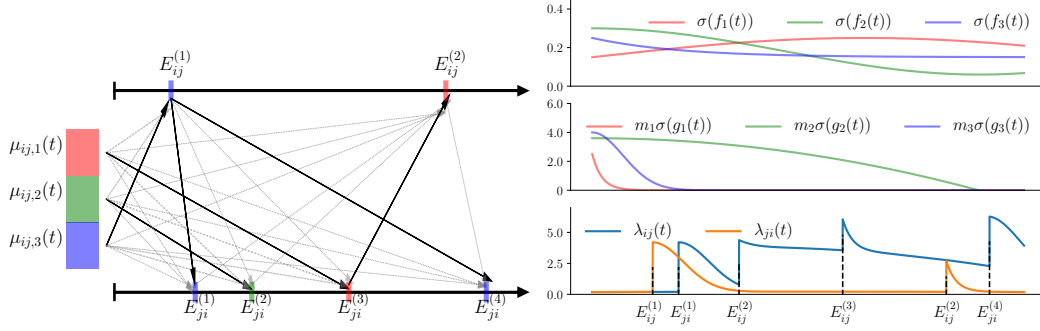 E_{ij}^{(1)} E_{ij}^{(2)}
μ_{ij,1}(t)
μ_{ij,2}(t)
μ_{ij,3}(t)
E_{ji}^{(1)} E_{ji}^{(2)} E_{ji}^{(3)} E_{ji}^{(4)}
0.4
σ(f_1(t)) σ(f_2(t)) σ(f_3(t))
0.2
0.0
6.0
m_1σ(g_1(t)) m_2σ(g_2(t)) m_3σ(g_3(t))
4.0
2.0
0
λ_{ij}(t) λ_{ji}(t)
5.0
2.5
0.0
E_{ij}^{(1)} E_{ji}^{(1)} E_{ij}^{(2)} E_{ij}^{(3)} E_{ij}^{(2)} E_{ji}^{(4)}